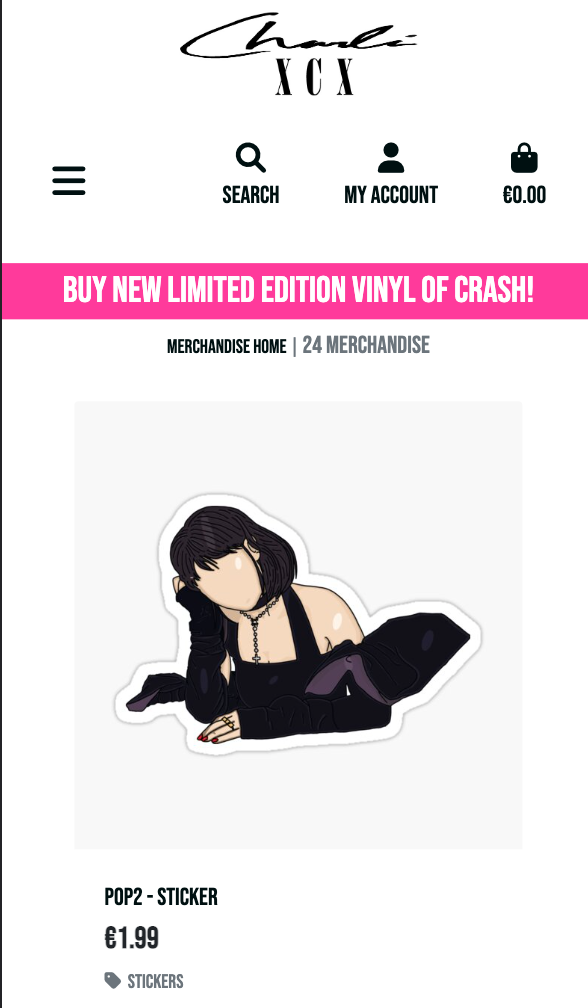 Charli
XCX
SEARCH
MY ACCOUNT
€0.00
BUY NEW LIMITED EDITION VINYL OF CRASH!
MERCHANDISE HOME | 24 MERCHANDISE
POP2 - STICKER
€1.99
STICKERS